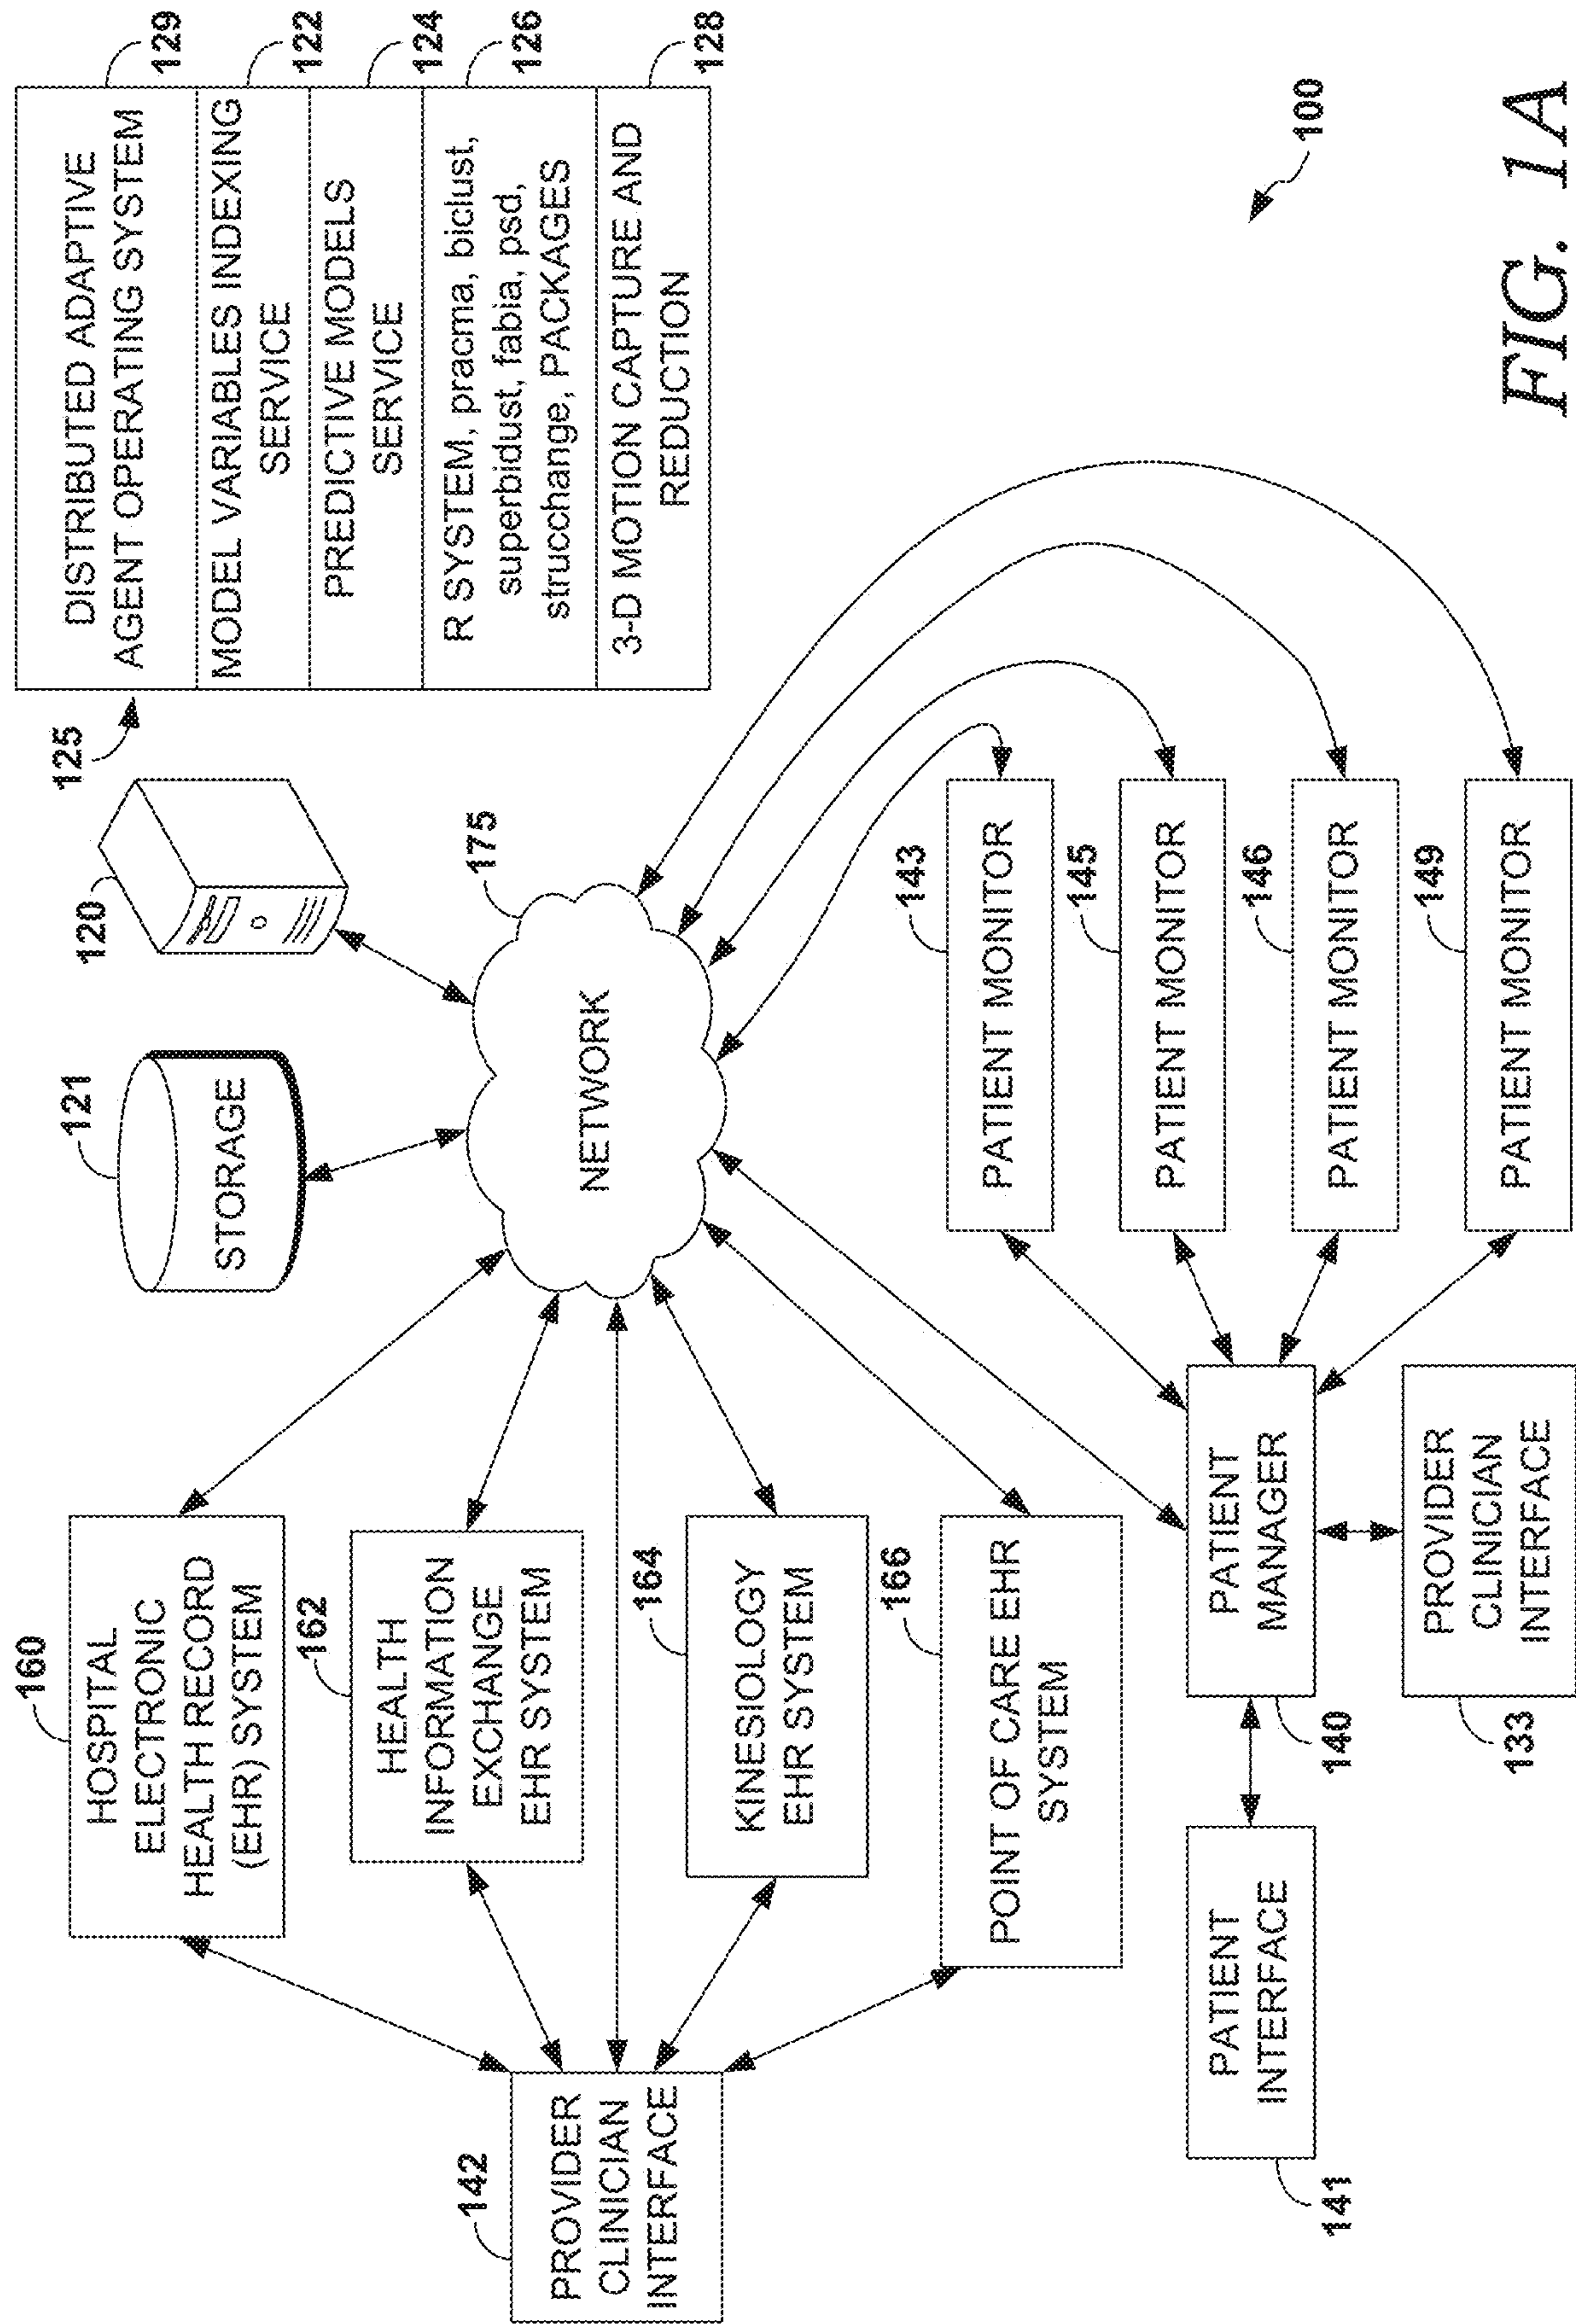 160
HOSPITAL
ELECTRONIC
HEALTH RECORD
(EHR) SYSTEM
121
STORAGE
120
125
DISTRIBUTED ADAPTIVE
AGENT OPERATING SYSTEM
129
MODEL VARIABLES INDEXING
SERVICE
122
PREDICTIVE MODELS
SERVICE
124
R SYSTEM, pracma, biclust,
superbidust, fabia, psd,
strucchange, PACKAGES
126
3-D MOTION CAPTURE AND
REDUCTION
128
162
HEALTH
INFORMATION
EXCHANGE
EHR SYSTEM
142
PROVIDER
CLINICIAN
INTERFACE
175
NETWORK
164
KINESIOLOGY
EHR SYSTEM
166
POINT OF CARE EHR
SYSTEM
143
PATIENT MONITOR
145
PATIENT MONITOR
146
PATIENT MONITOR
149
PATIENT MONITOR
PATIENT
INTERFACE
141
PATIENT
MANAGER
140
PROVIDER
CLINICIAN
INTERFACE
133
100
FIG. 1A